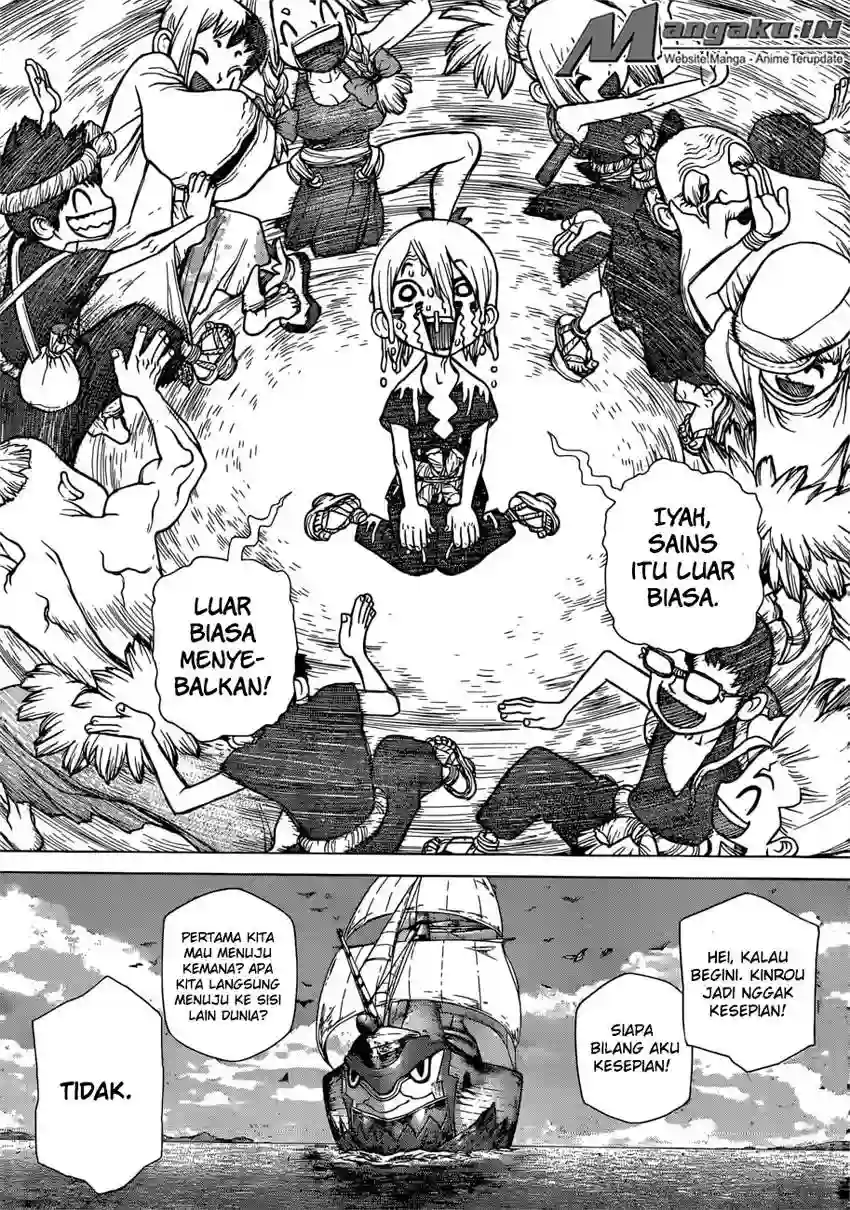 Mangaku.IN
Website Manga - Anime Terupdate
IYAH,
SAINS
ITU LUAR
BIASA.
LUAR
BIASA
MENYE-
BALKAN!
HEI, KALAU
BEGINI. KINROU
JADI NGGAK
KESEPIAN!
SIAPA
BILANG AKU
KESEPIAN!
PERTAMA KITA
MAU MENUJU
KEMANA? APA
KITA LANGSUNG
MENUJU KE SISI
LAIN DUNIA?
TIDAK.